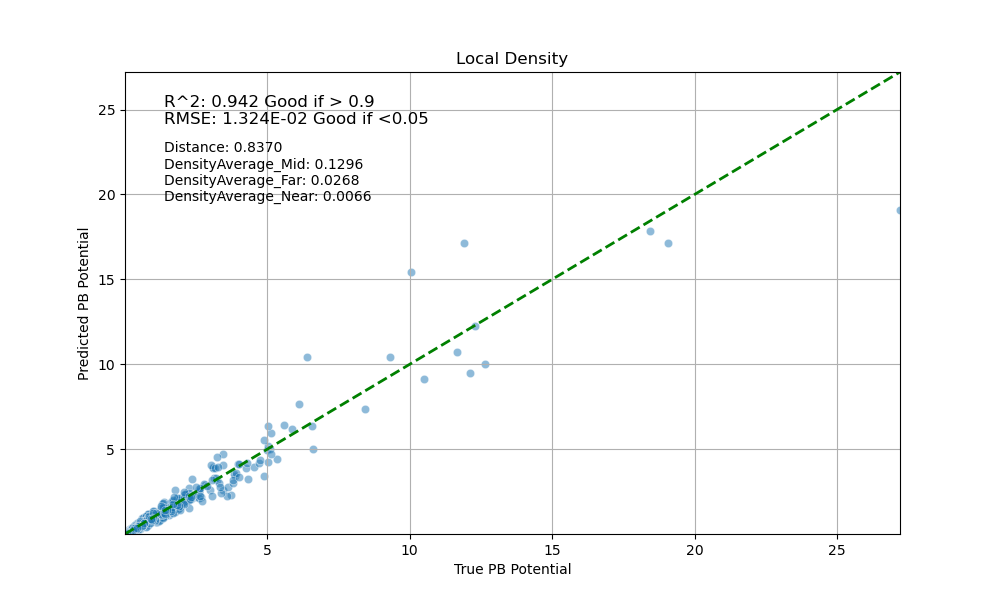 Local Density
R^2: 0.942 Good if > 0.9
RMSE: 1.324E-02 Good if <0.05
Distance: 0.8370
DensityAverage_Mid: 0.1296
DensityAverage_Far: 0.0268
DensityAverage_Near: 0.0066
Predicted PB Potential
25
20
15
10
5
5
10
15
20
25
True PB Potential